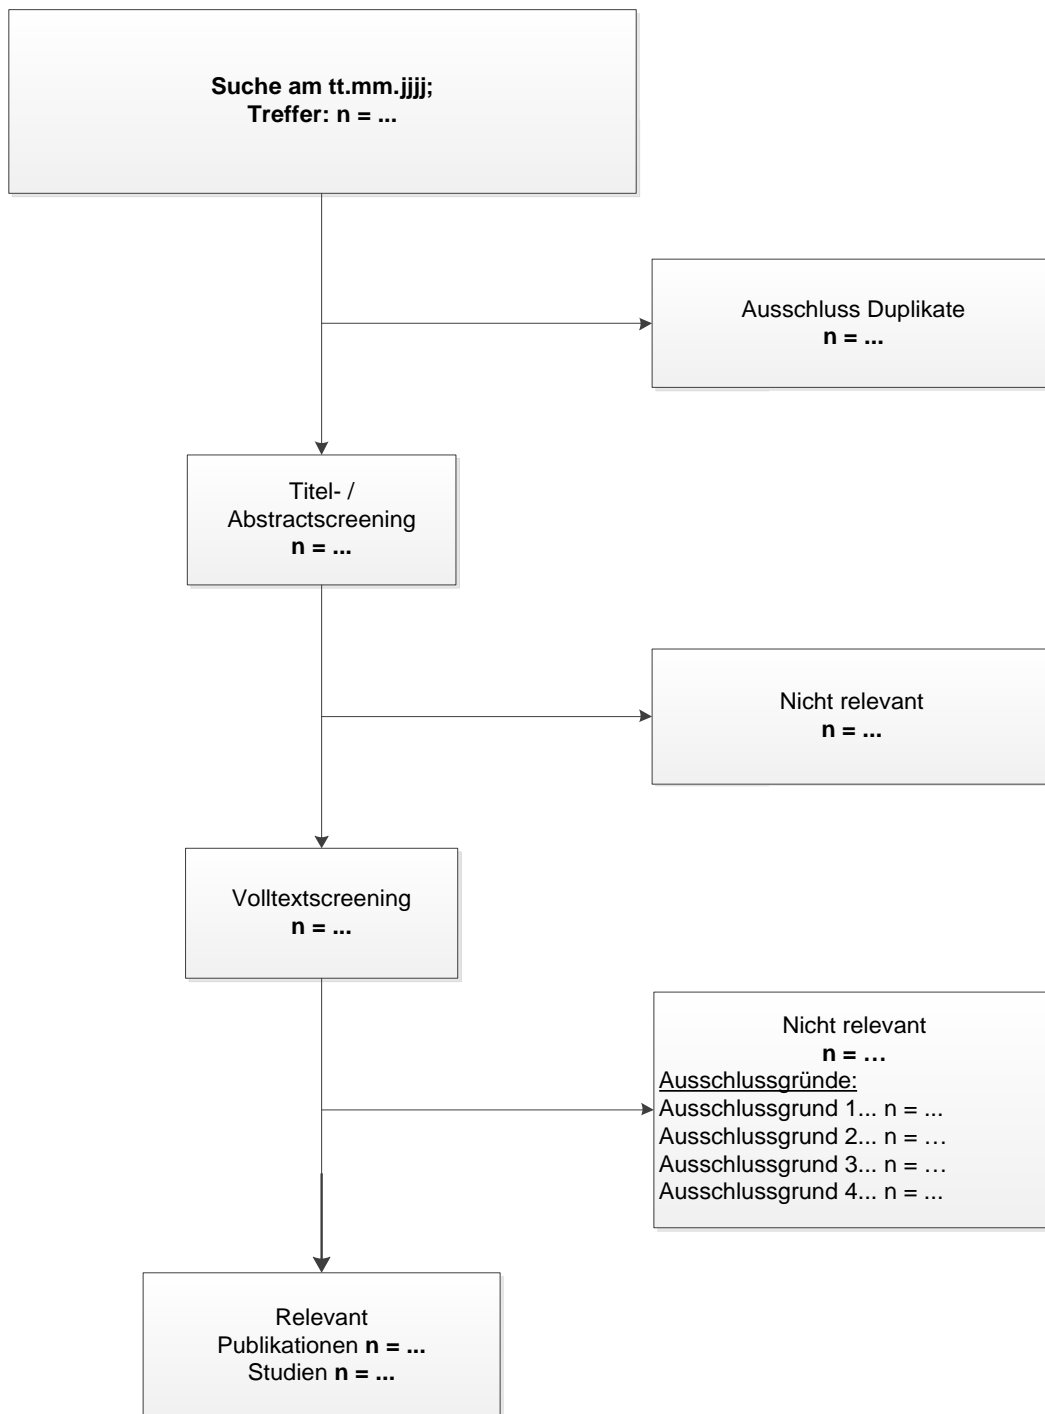 Suche am tt.mm.jjjj;
Treffer: n = ...
Ausschluss Duplikate
n = ...
Titel- /
Abstractscreening
n = ...
Nicht relevant
n = ...
Volltextscreening
n = ...
Nicht relevant
n = …
Ausschlussgründe:
Ausschlussgrund 1... n = ...
Ausschlussgrund 2... n = …
Ausschlussgrund 3... n = …
Ausschlussgrund 4... n = ...
Relevant
Publikationen n = ...
Studien n = ...